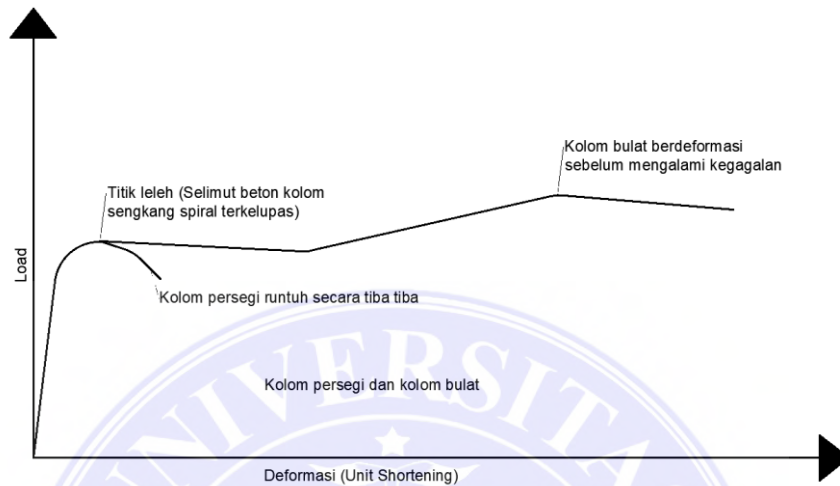 Kolom bulat berdeformasi
sebelum mengalami kegagalan
Titik leleh (Selimut beton kolom
sengkang spiral terkelupas)
Load
Kolom persegi runtuh secara tiba tiba
Kolom persegi dan kolom bulat
UNIVERSITA
Deformasi (Unit Shortening)